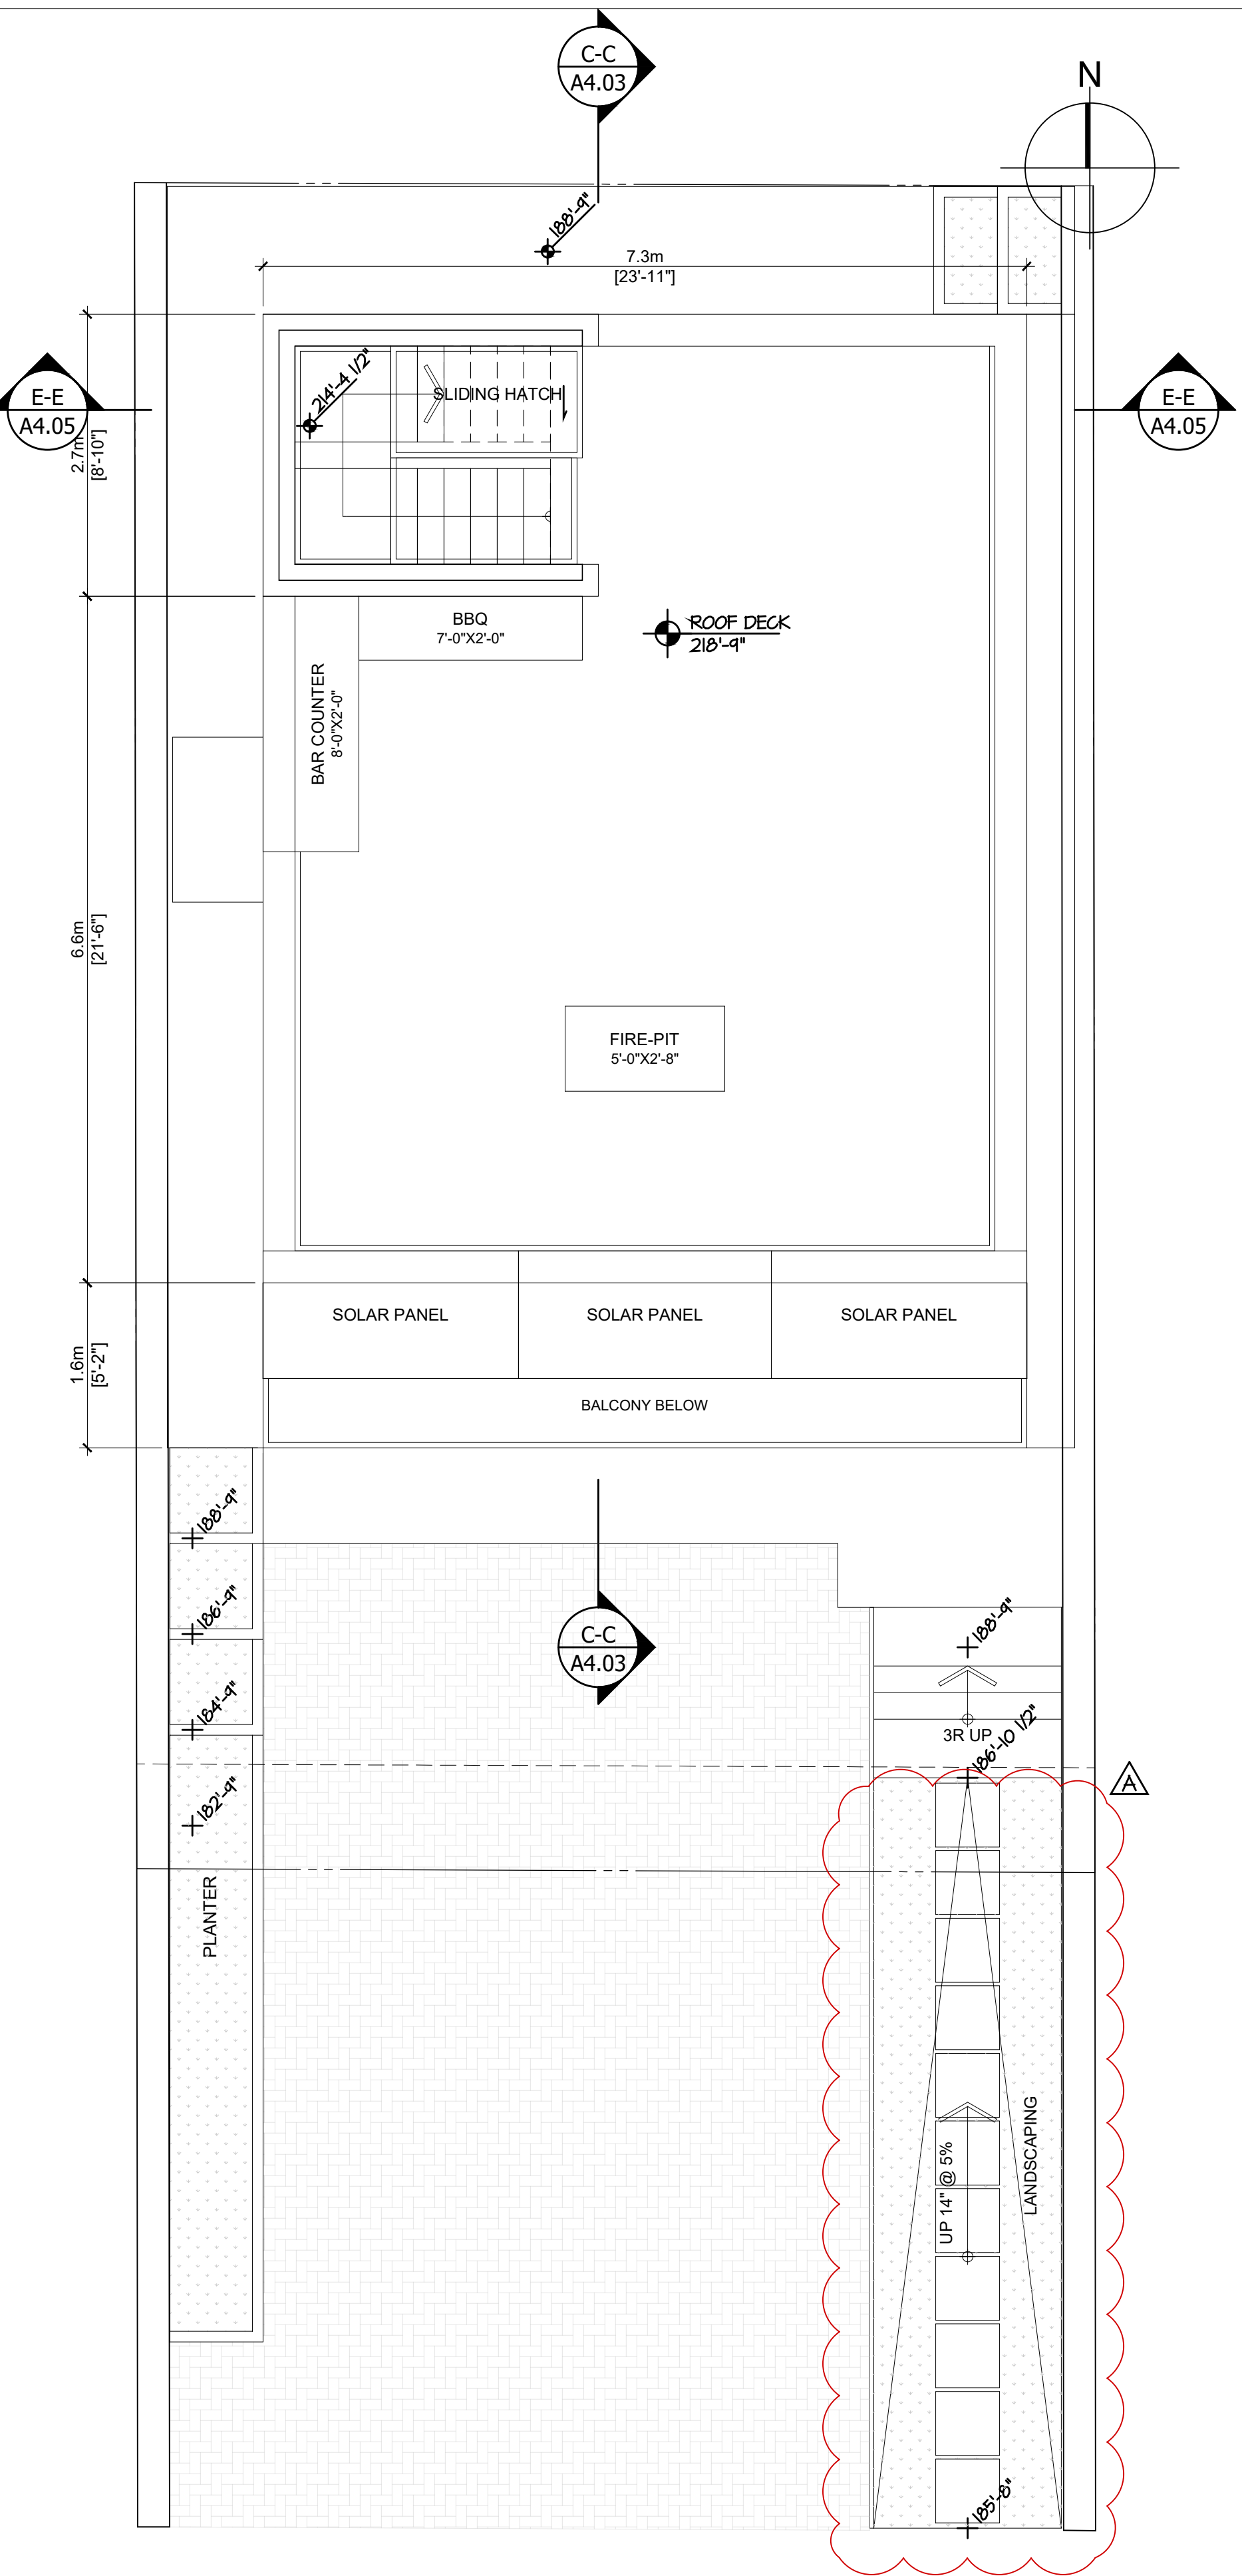 C-C
A4.03
N
188'-9"
7.3m
[23'-11"]
214'-4 1/2"
SLIDING HATCH
E-E
A4.05
E-E
A4.05
2.7m
[8'-10"]
BBQ
7'-0"X2'-0"
ROOF DECK
218'-9"
BAR COUNTER
8'-0"X2'-0"
6.6m
[21'-6"]
FIRE-PIT
5'-0"X2'-8"
SOLAR PANEL
SOLAR PANEL
SOLAR PANEL
1.6m
[5'-2"]
BALCONY BELOW
188'-9"
186'-9"
C-C
A4.03
188'-9"
184'-9"
3R UP
186'-10 1/2"
A
182'-9"
PLANTER
UP 14" @ 5%
LANDSCAPING
185'-8"